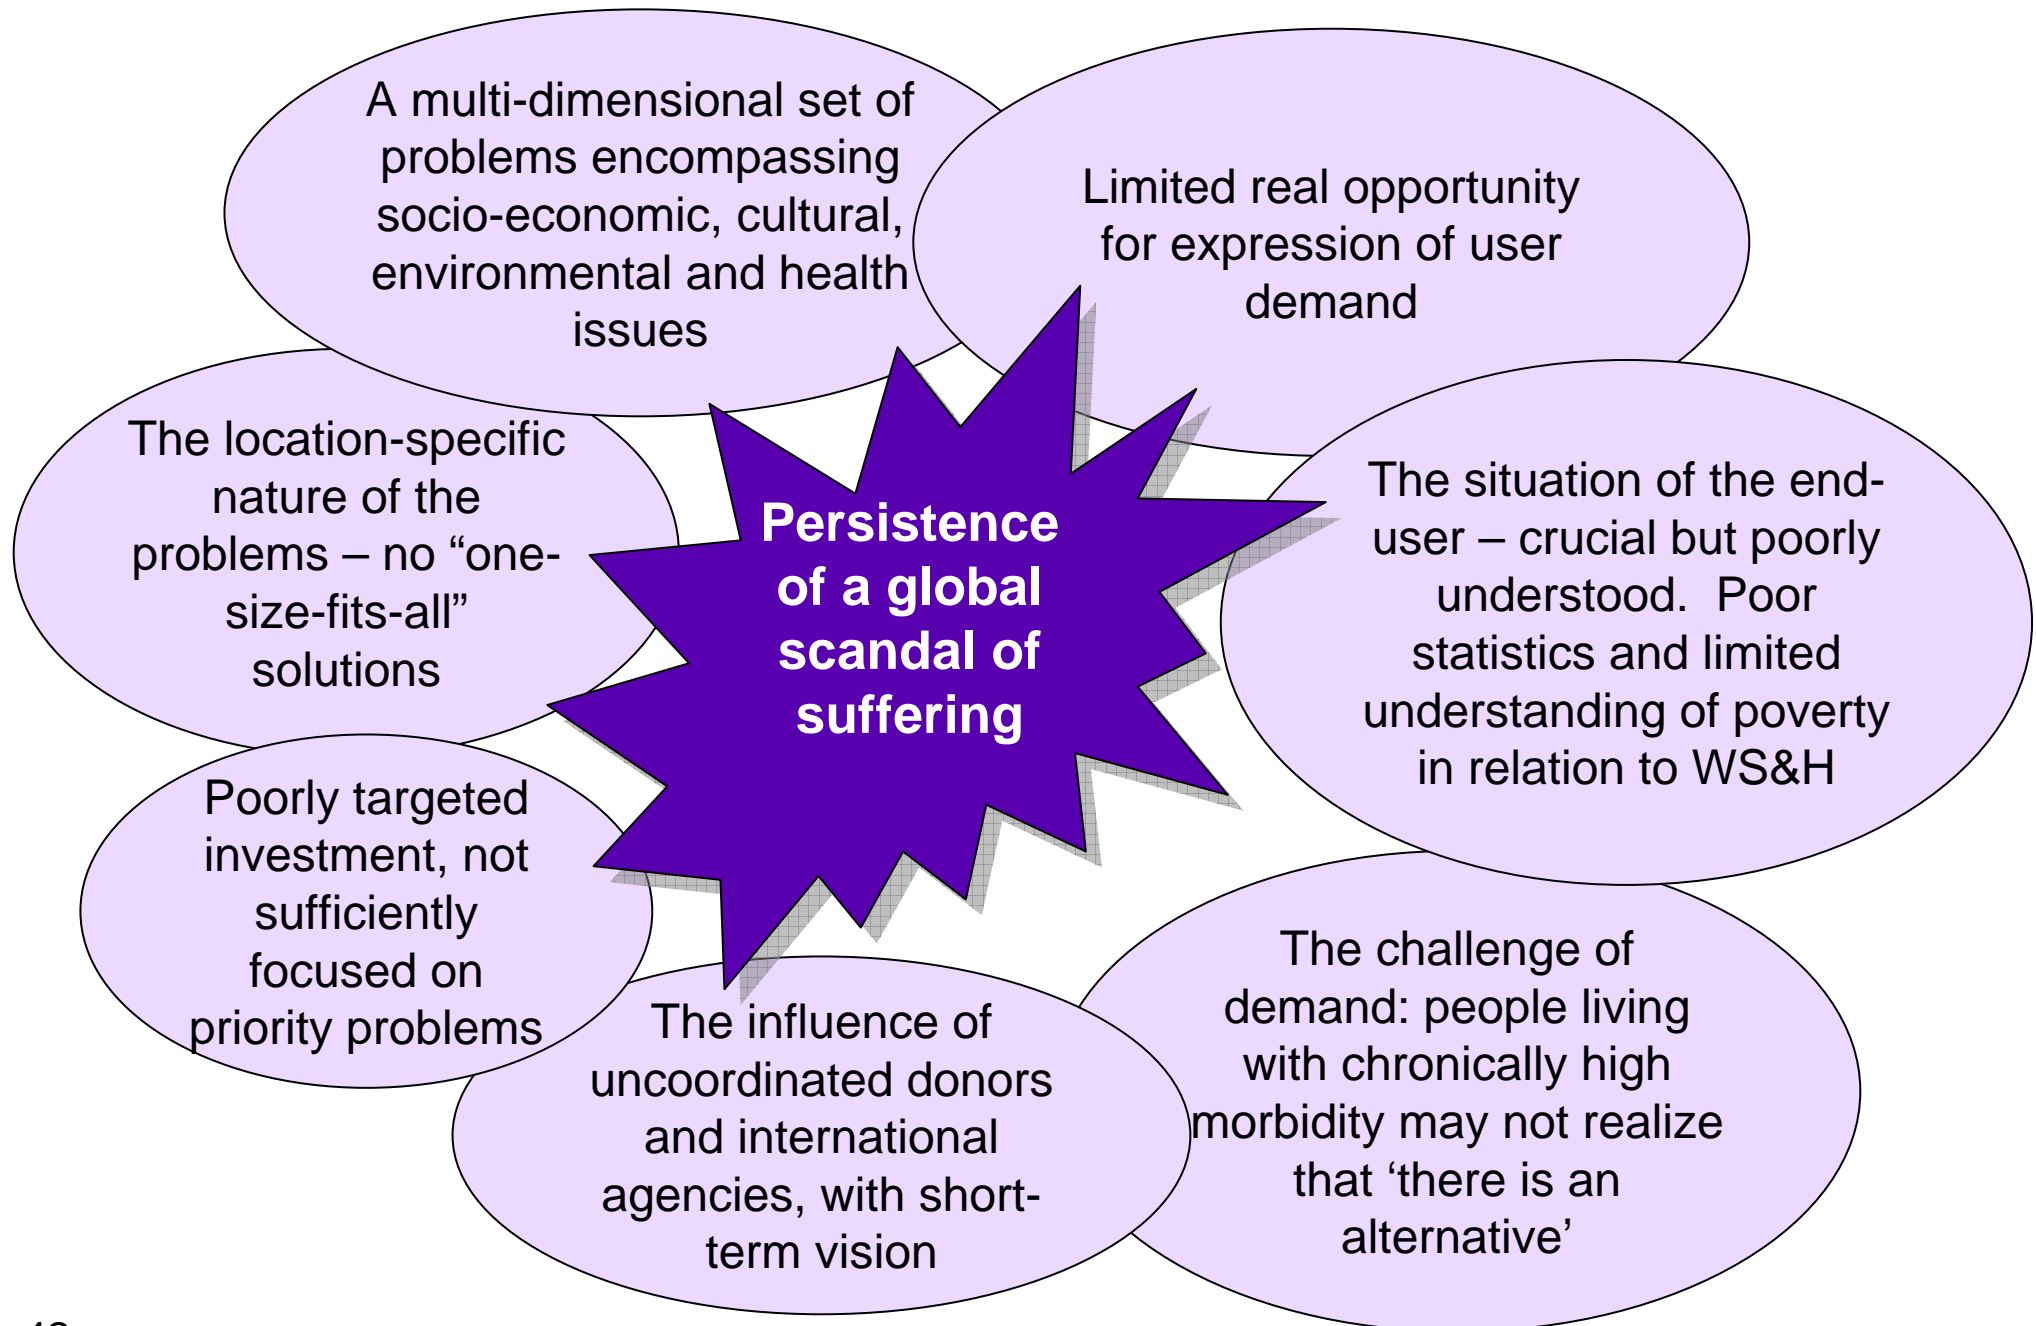 A multi-dimensional set of
problems encompassing
socio-economic, cultural,
environmental and health
issues
Limited real opportunity
for expression of user
demand
The location-specific
nature of the
problems – no “one-
size-fits-all”
solutions
Persistence
of a global
scandal of
suffering
The situation of the end-
user – crucial but poorly
understood.  Poor
statistics and limited
understanding of poverty
in relation to WS&H
Poorly targeted
investment, not
sufficiently
focused on
priority problems
The influence of
uncoordinated donors
and international
agencies, with short-
term vision
The challenge of
demand: people living
with chronically high
morbidity may not realize
that ‘there is an
alternative’